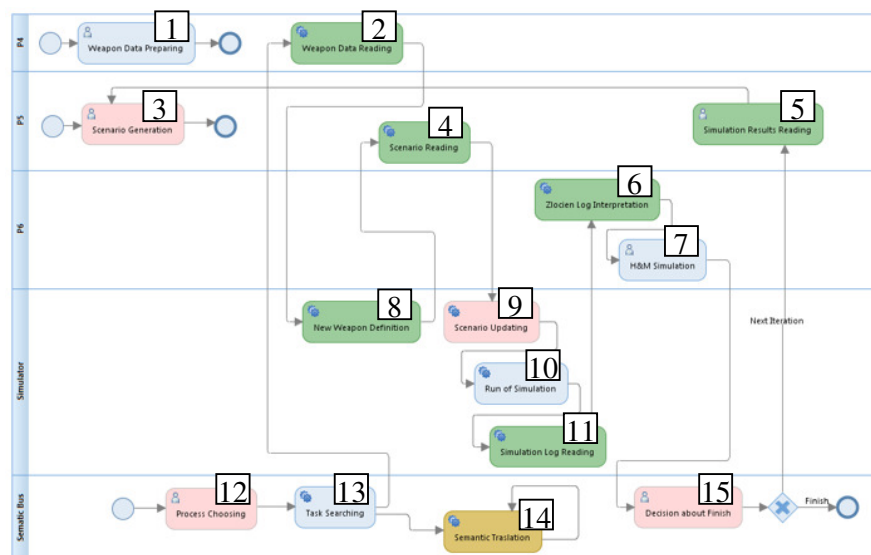 P4
1
Weapon Data Preparing
2
Weapon Data Reading
P5
3
Scenario Generation
4
Scenario Reading
5
Simulation Results Reading
P6
6
Zlocien Log Interpretation
7
H&M Simulation
Simulator
8
New Weapon Definition
9
Scenario Updating
Next Iteration
10
Run of Simulation
11
Simulation Log Reading
Sematic Bus
12
Process Choosing
13
Task Searching
14
Semantic Traslation
15
Decision about Finish
Finish